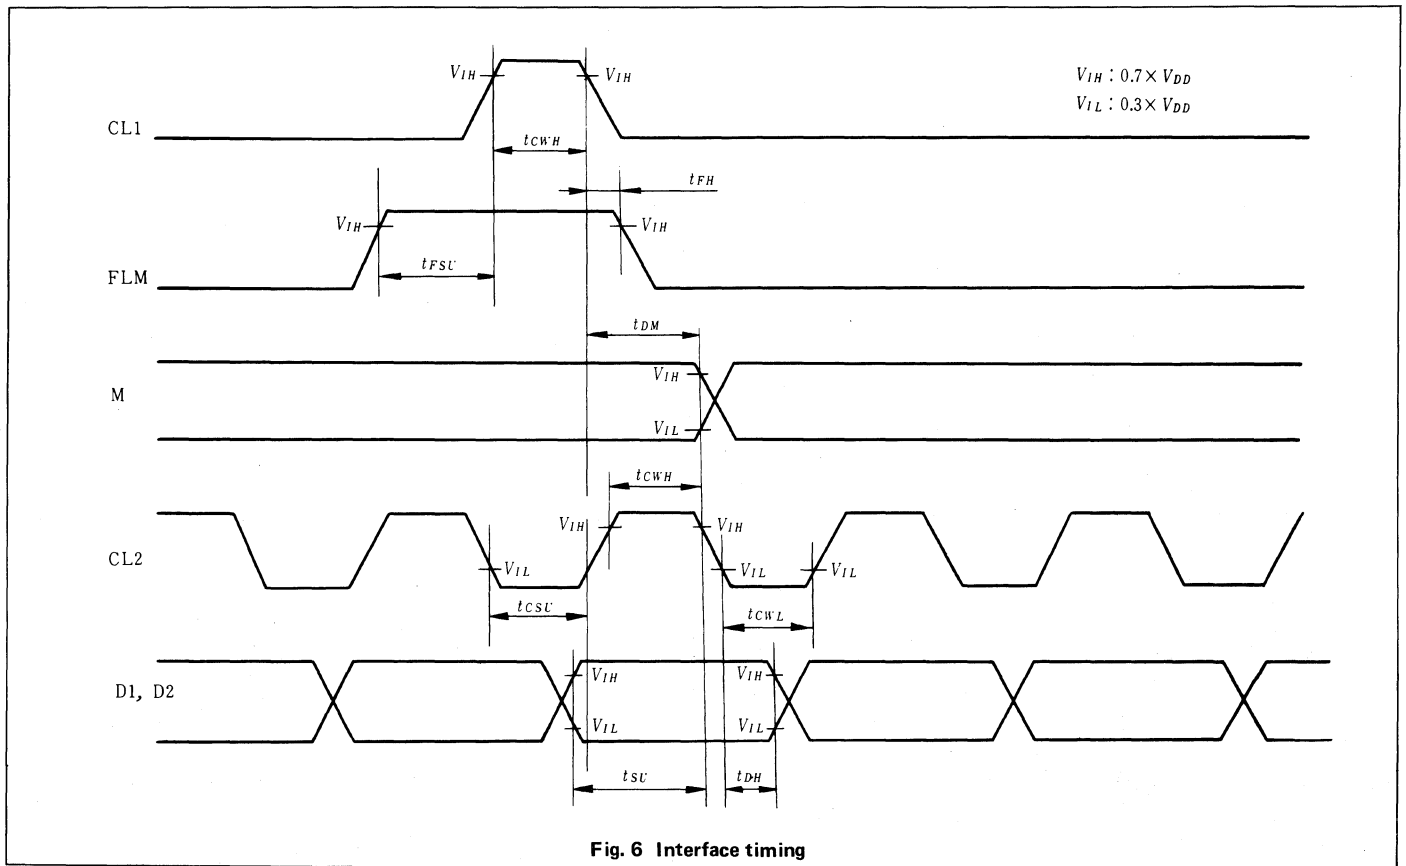 VIH VIH VIH : 0.7× VDD
VIL : 0.3× VDD
CL1
tCWH
tFH
VIH VIH
tFSU
FLM
tDM
VIH
M
VIL
tCWH
VIH VIH
CL2
VIL VIL VIL
tCSU tCWL
VIH VIH
D1, D2
VIL VIL
tSU tDH
Fig. 6 Interface timing